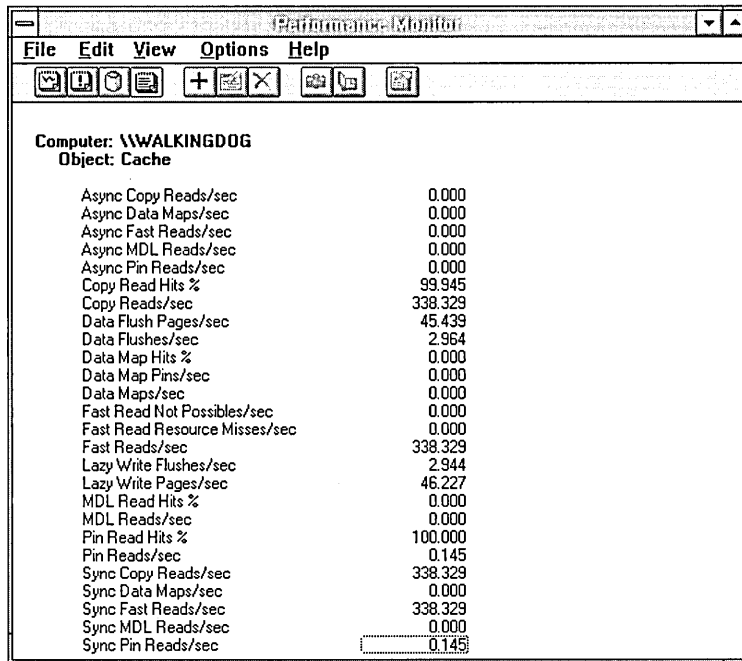 Performance Monitor
File Edit View Options Help
Computer: \\WALKINGDOG
Object: Cache
Async Copy Reads/sec 0.000
Async Data Maps/sec 0.000
Async Fast Reads/sec 0.000
Async MDL Reads/sec 0.000
Async Pin Reads/sec 0.000
Copy Read Hits % 99.945
Copy Reads/sec 338.329
Data Flush Pages/sec 45.439
Data Flushes/sec 2.964
Data Map Hits % 0.000
Data Map Pins/sec 0.000
Data Maps/sec 0.000
Fast Read Not Possibles/sec 0.000
Fast Read Resource Misses/sec 0.000
Fast Reads/sec 338.329
Lazy Write Flushes/sec 2.944
Lazy Write Pages/sec 46.227
MDL Read Hits % 0.000
MDL Reads/sec 0.000
Pin Read Hits % 100.000
Pin Reads/sec 0.145
Sync Copy Reads/sec 338.329
Sync Data Maps/sec 0.000
Sync Fast Reads/sec 338.329
Sync MDL Reads/sec 0.000
Sync Pin Reads/sec 0.145